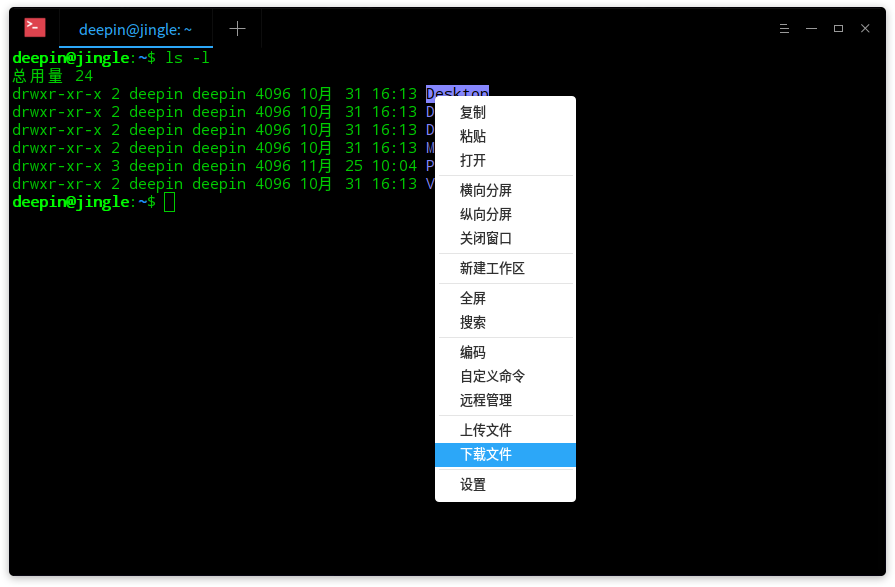 deepin@jingle: ~
deepin@jingle:~$ ls -l
总用量 24
drwxr-xr-x 2 deepin deepin 4096 10月 31 16:13 Desktop
drwxr-xr-x 2 deepin deepin 4096 10月 31 16:13 D
drwxr-xr-x 2 deepin deepin 4096 10月 31 16:13 D
drwxr-xr-x 2 deepin deepin 4096 10月 31 16:13 M
drwxr-xr-x 3 deepin deepin 4096 11月 25 10:04 P
drwxr-xr-x 2 deepin deepin 4096 10月 31 16:13 V
deepin@jingle:~$
复制
粘贴
打开
横向分屏
纵向分屏
关闭窗口
新建工作区
全屏
搜索
编码
自定义命令
远程管理
上传文件
下载文件
设置